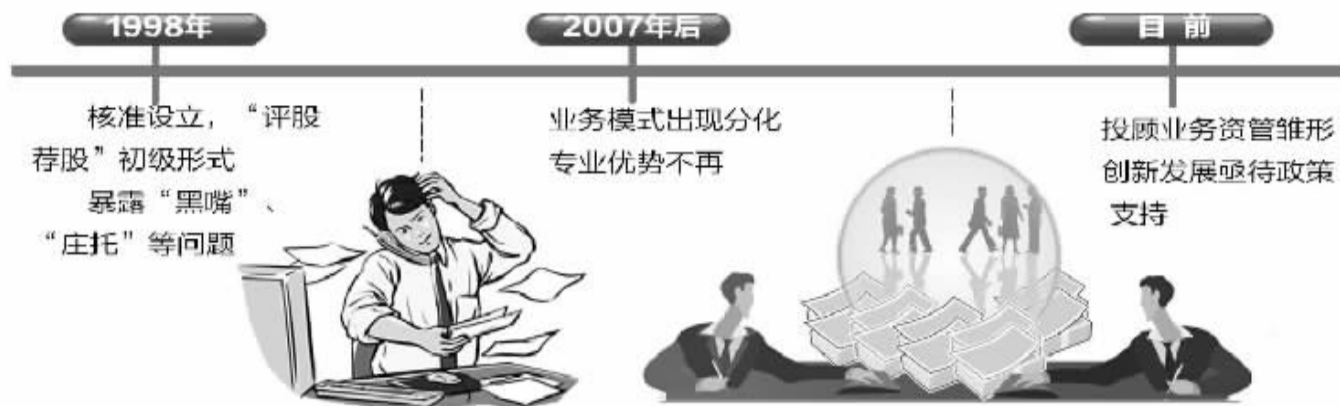 1998年
核准设立，“评股
荐股”初级形式
暴露“黑嘴”、
“庄托”等问题
2007年后
业务模式出现分化
专业优势不再
目 前
投顾业务资管雏形
创新发展亟待政策
支持